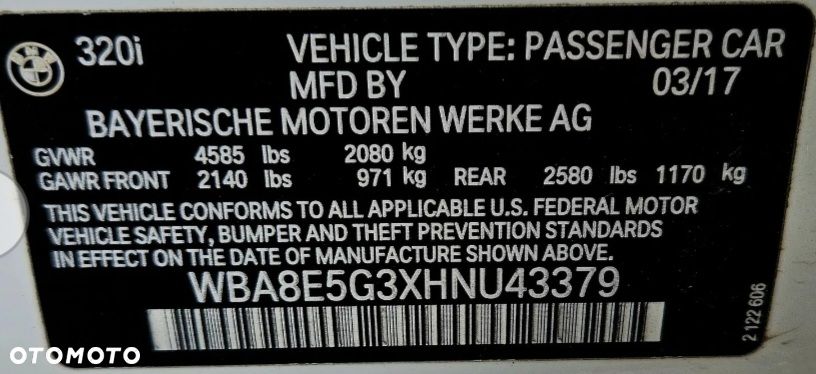 BMW
320i VEHICLE TYPE: PASSENGER CAR
MFD BY 03/17
BAYERISCHE MOTOREN WERKE AG
GVWR 4585 lbs 2080 kg
GAWR FRONT 2140 lbs 971 kg REAR 2580 lbs 1170 kg
THIS VEHICLE CONFORMS TO ALL APPLICABLE U.S. FEDERAL MOTOR
VEHICLE SAFETY, BUMPER AND THEFT PREVENTION STANDARDS
IN EFFECT ON THE DATE OF MANUFACTURE SHOWN ABOVE.
WBA8E5G3XHNU43379
2 122 606
OTOMOTO